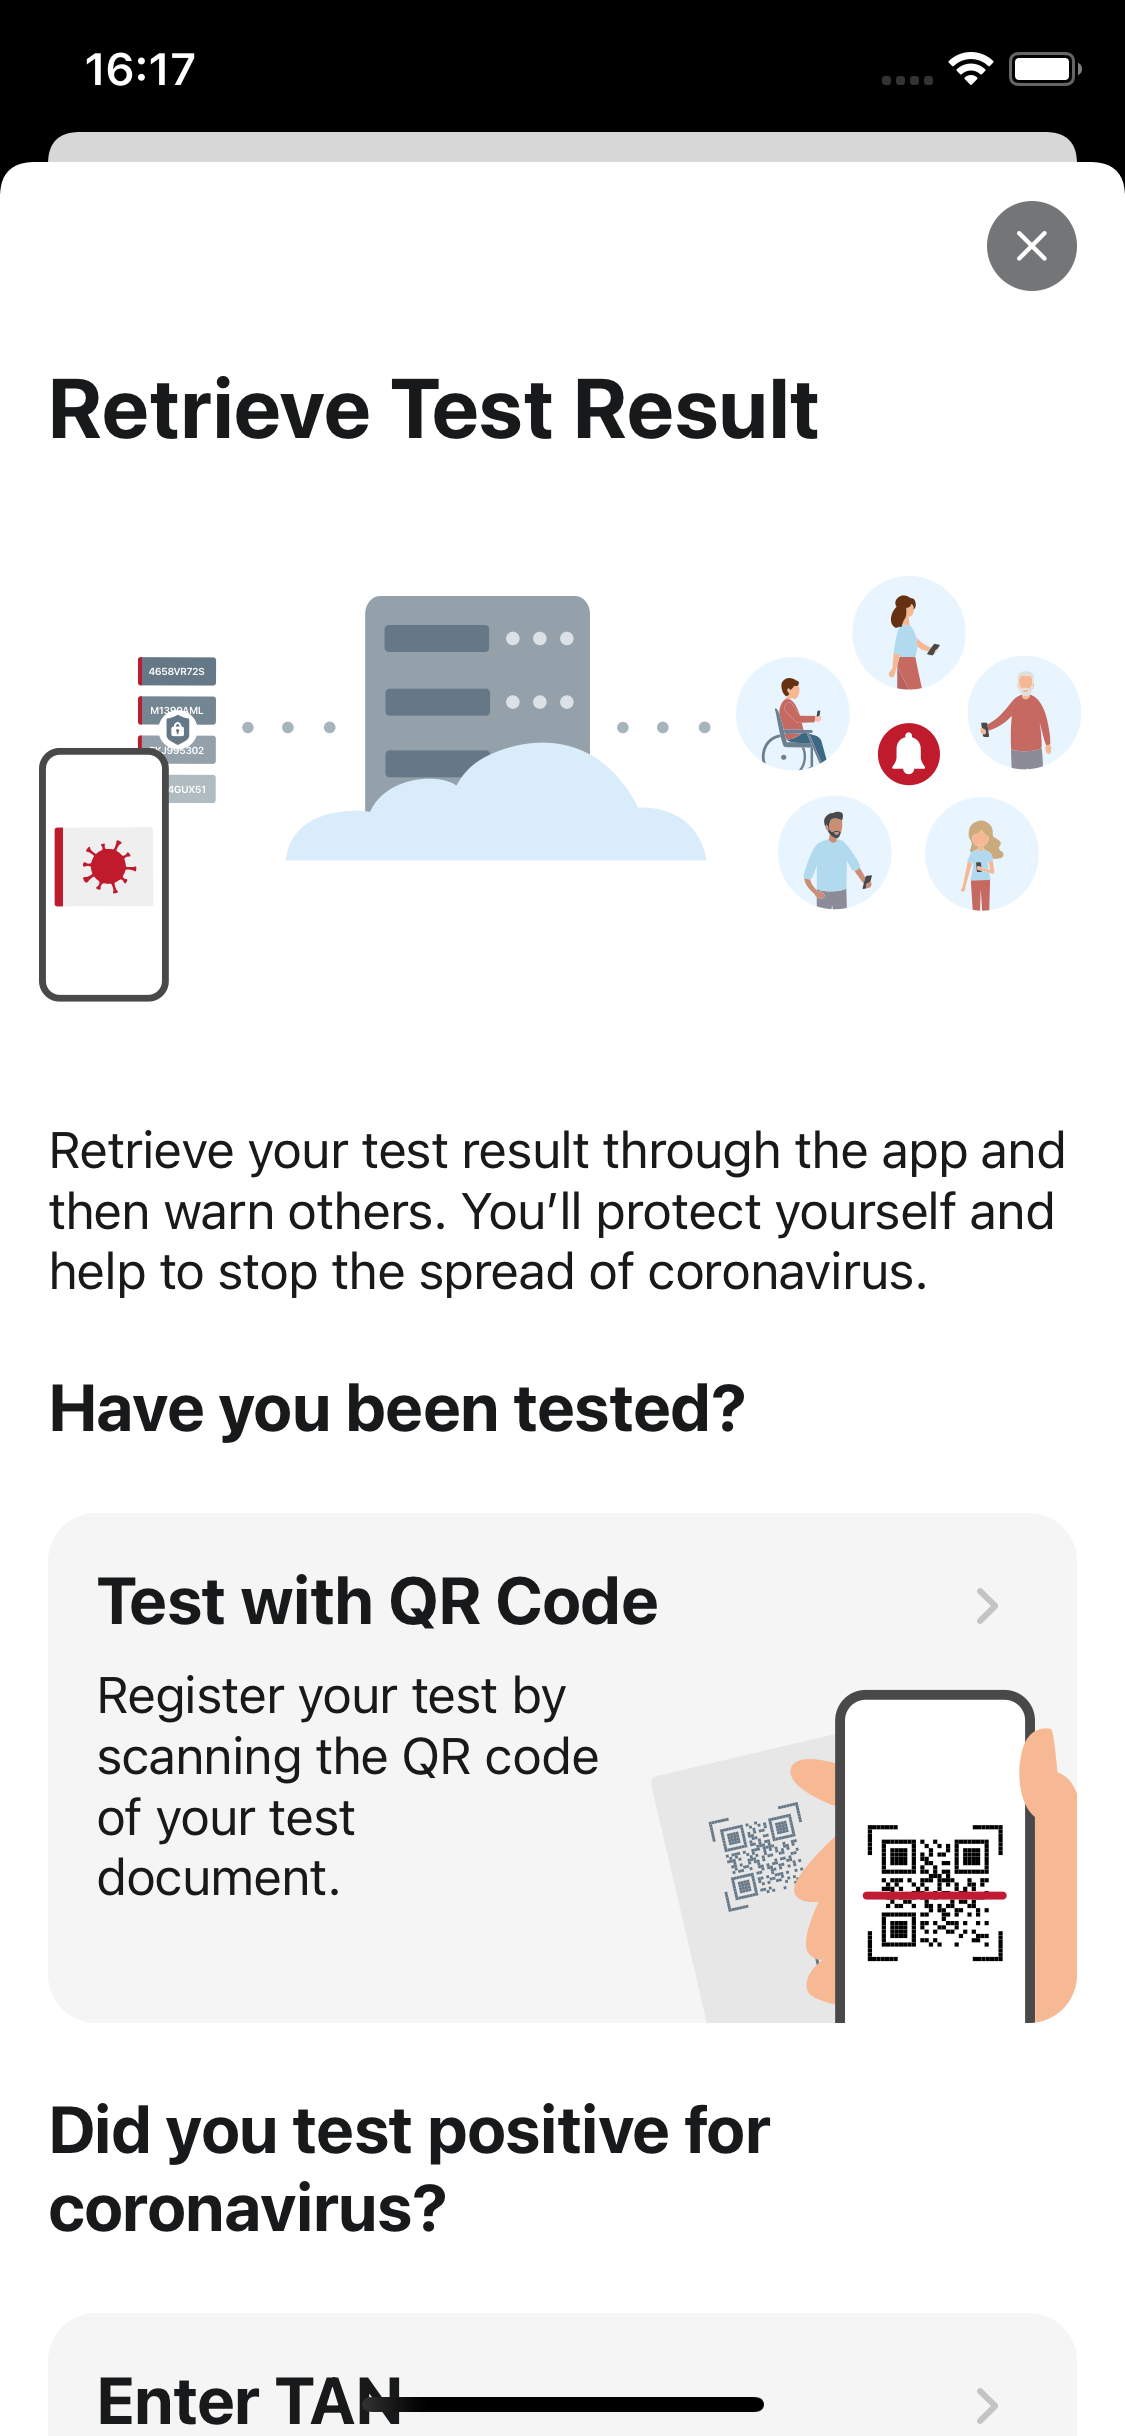 16:17
Retrieve Test Result
4658VR72S
M1399AML
KJ995302
4GUX51
Retrieve your test result through the app and
then warn others. You’ll protect yourself and
help to stop the spread of coronavirus.
Have you been tested?
Test with QR Code
Register your test by
scanning the QR code
of your test
document.
Did you test positive for
coronavirus?
Enter TAN